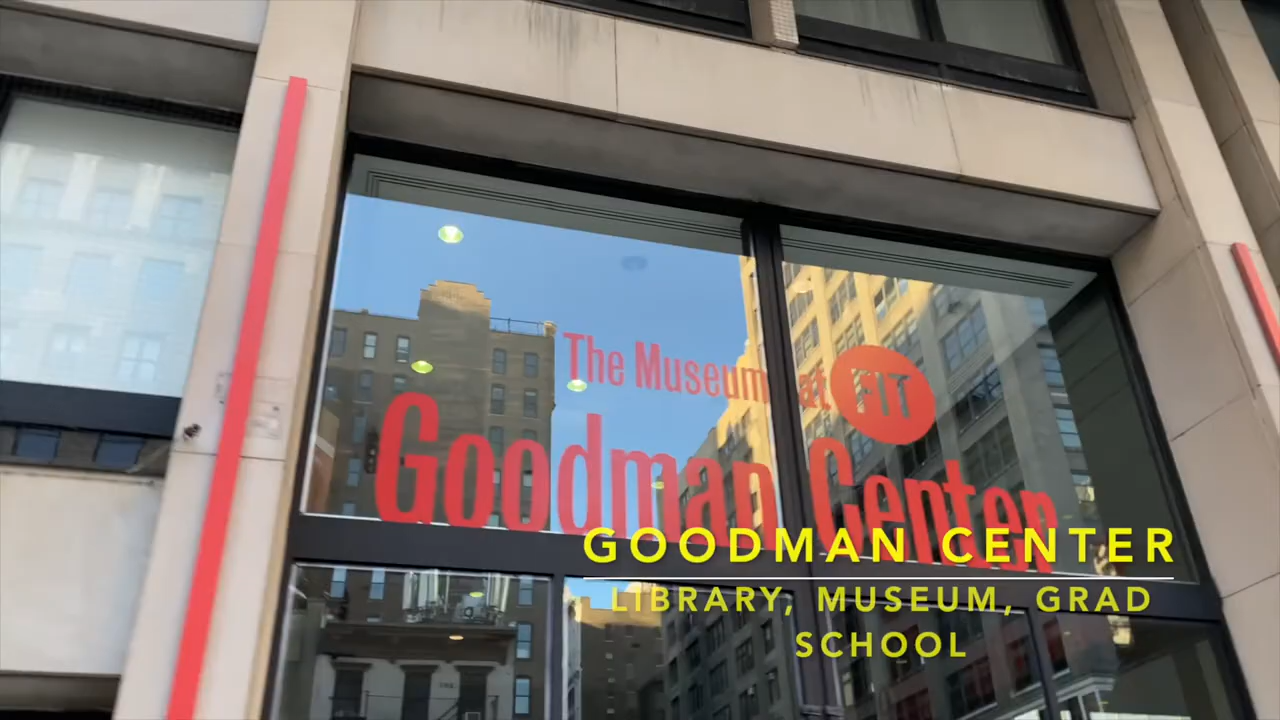 The Museum at FIT
Goodman Center
GOODMAN CENTER
LIBRARY, MUSEUM, GRAD
SCHOOL